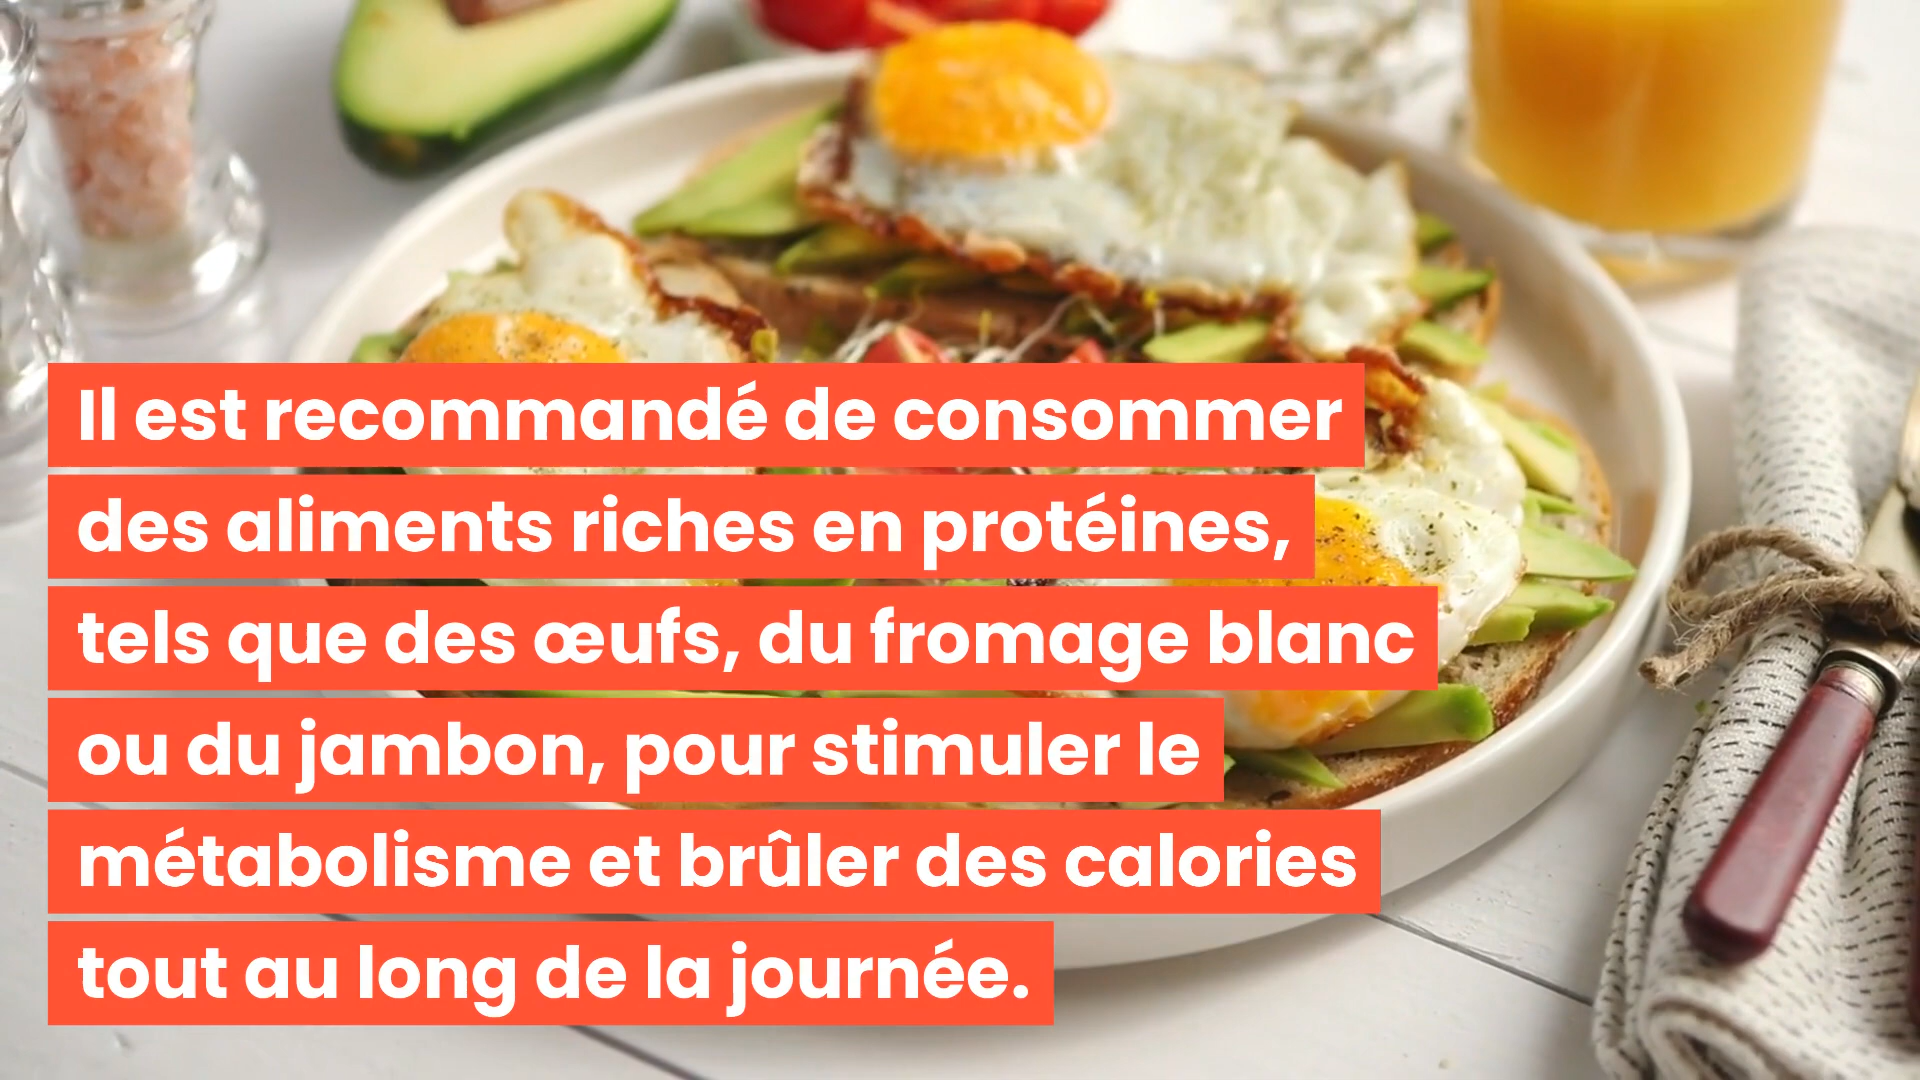 Il est recommandé de consommer
des aliments riches en protéines,
tels que des œufs, du fromage blanc
ou du jambon, pour stimuler le
métabolisme et brûler des calories
tout au long de la journée.